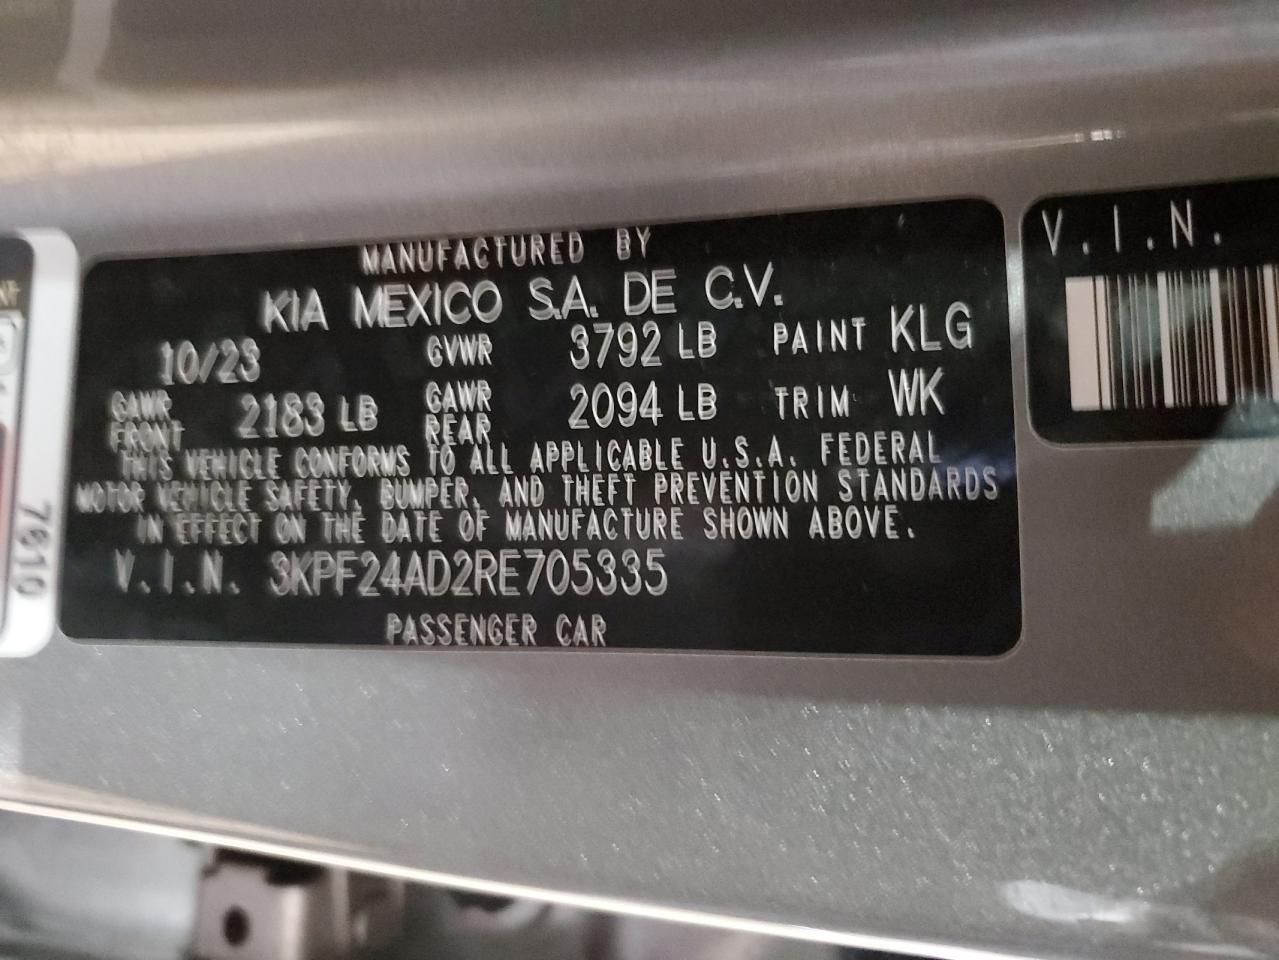 MANUFACTURED BY
KIA MEXICO S.A. DE C.V.
10/23 GVWR 3792 LB PAINT KLG
GAWR FRONT 2183 LB GAWR REAR 2094 LB TRIM WK
THIS VEHICLE CONFORMS TO ALL APPLICABLE U.S.A. FEDERAL
MOTOR VEHICLE SAFETY, BUMPER, AND THEFT PREVENTION STANDARDS
IN EFFECT ON THE DATE OF MANUFACTURE SHOWN ABOVE.
V.I.N. 3KPF24AD2RE705335
PASSENGER CAR
V.I.N.
7610